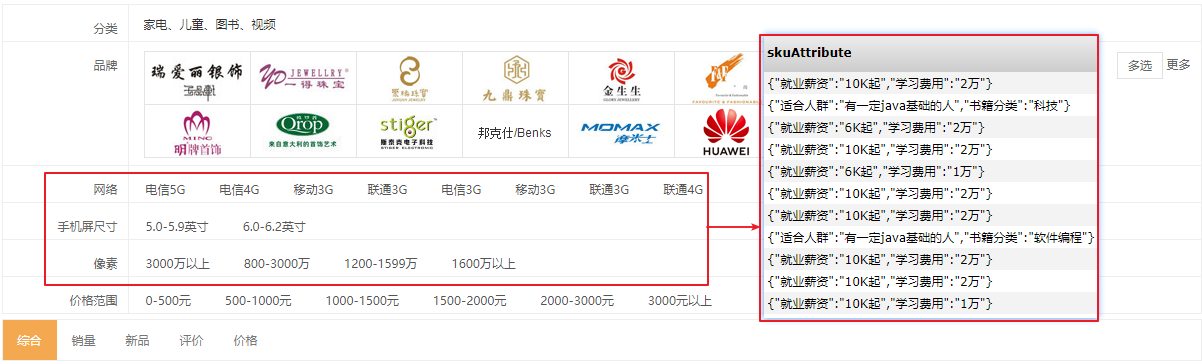 分类 家电、儿童、图书、视频
品牌
瑞爱丽银饰 JEWELLRY 一得珠宝 九鼎珠寶 金生生
多选 更多
MING 明牌首饰 Qrop 来自意大利的首饰艺术 stiger 斯泰克电子科技 邦克仕/Benks MOMAX 摩米士 HUAWEI
网络 电信5G 电信4G 移动3G 联通3G 电信3G 移动3G 联通3G 联通4G
手机屏尺寸 5.0-5.9英寸 6.0-6.2英寸
像素 3000万以上 800-3000万 1200-1599万 1600万以上
价格范围 0-500元 500-1000元 1000-1500元 1500-2000元 2000-3000元 3000元以上
综合 销量 新品 评价 价格
skuAttribute
{"就业薪资":"10K起","学习费用":"2万"}
{"适合人群":"有一定java基础的人","书籍分类":"科技"}
{"就业薪资":"6K起","学习费用":"2万"}
{"就业薪资":"10K起","学习费用":"2万"}
{"就业薪资":"6K起","学习费用":"1万"}
{"就业薪资":"10K起","学习费用":"2万"}
{"就业薪资":"10K起","学习费用":"2万"}
{"适合人群":"有一定java基础的人","书籍分类":"软件编程"}
{"就业薪资":"10K起","学习费用":"2万"}
{"就业薪资":"10K起","学习费用":"2万"}
{"就业薪资":"10K起","学习费用":"1万"}